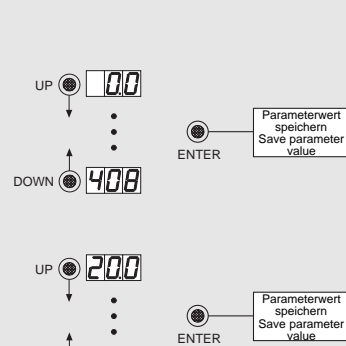 UP 0.0
Parameterwert
speichern
Save parameter
value
ENTER
DOWN 408
UP 20.0
Parameterwert
speichern
Save parameter
value
ENTER